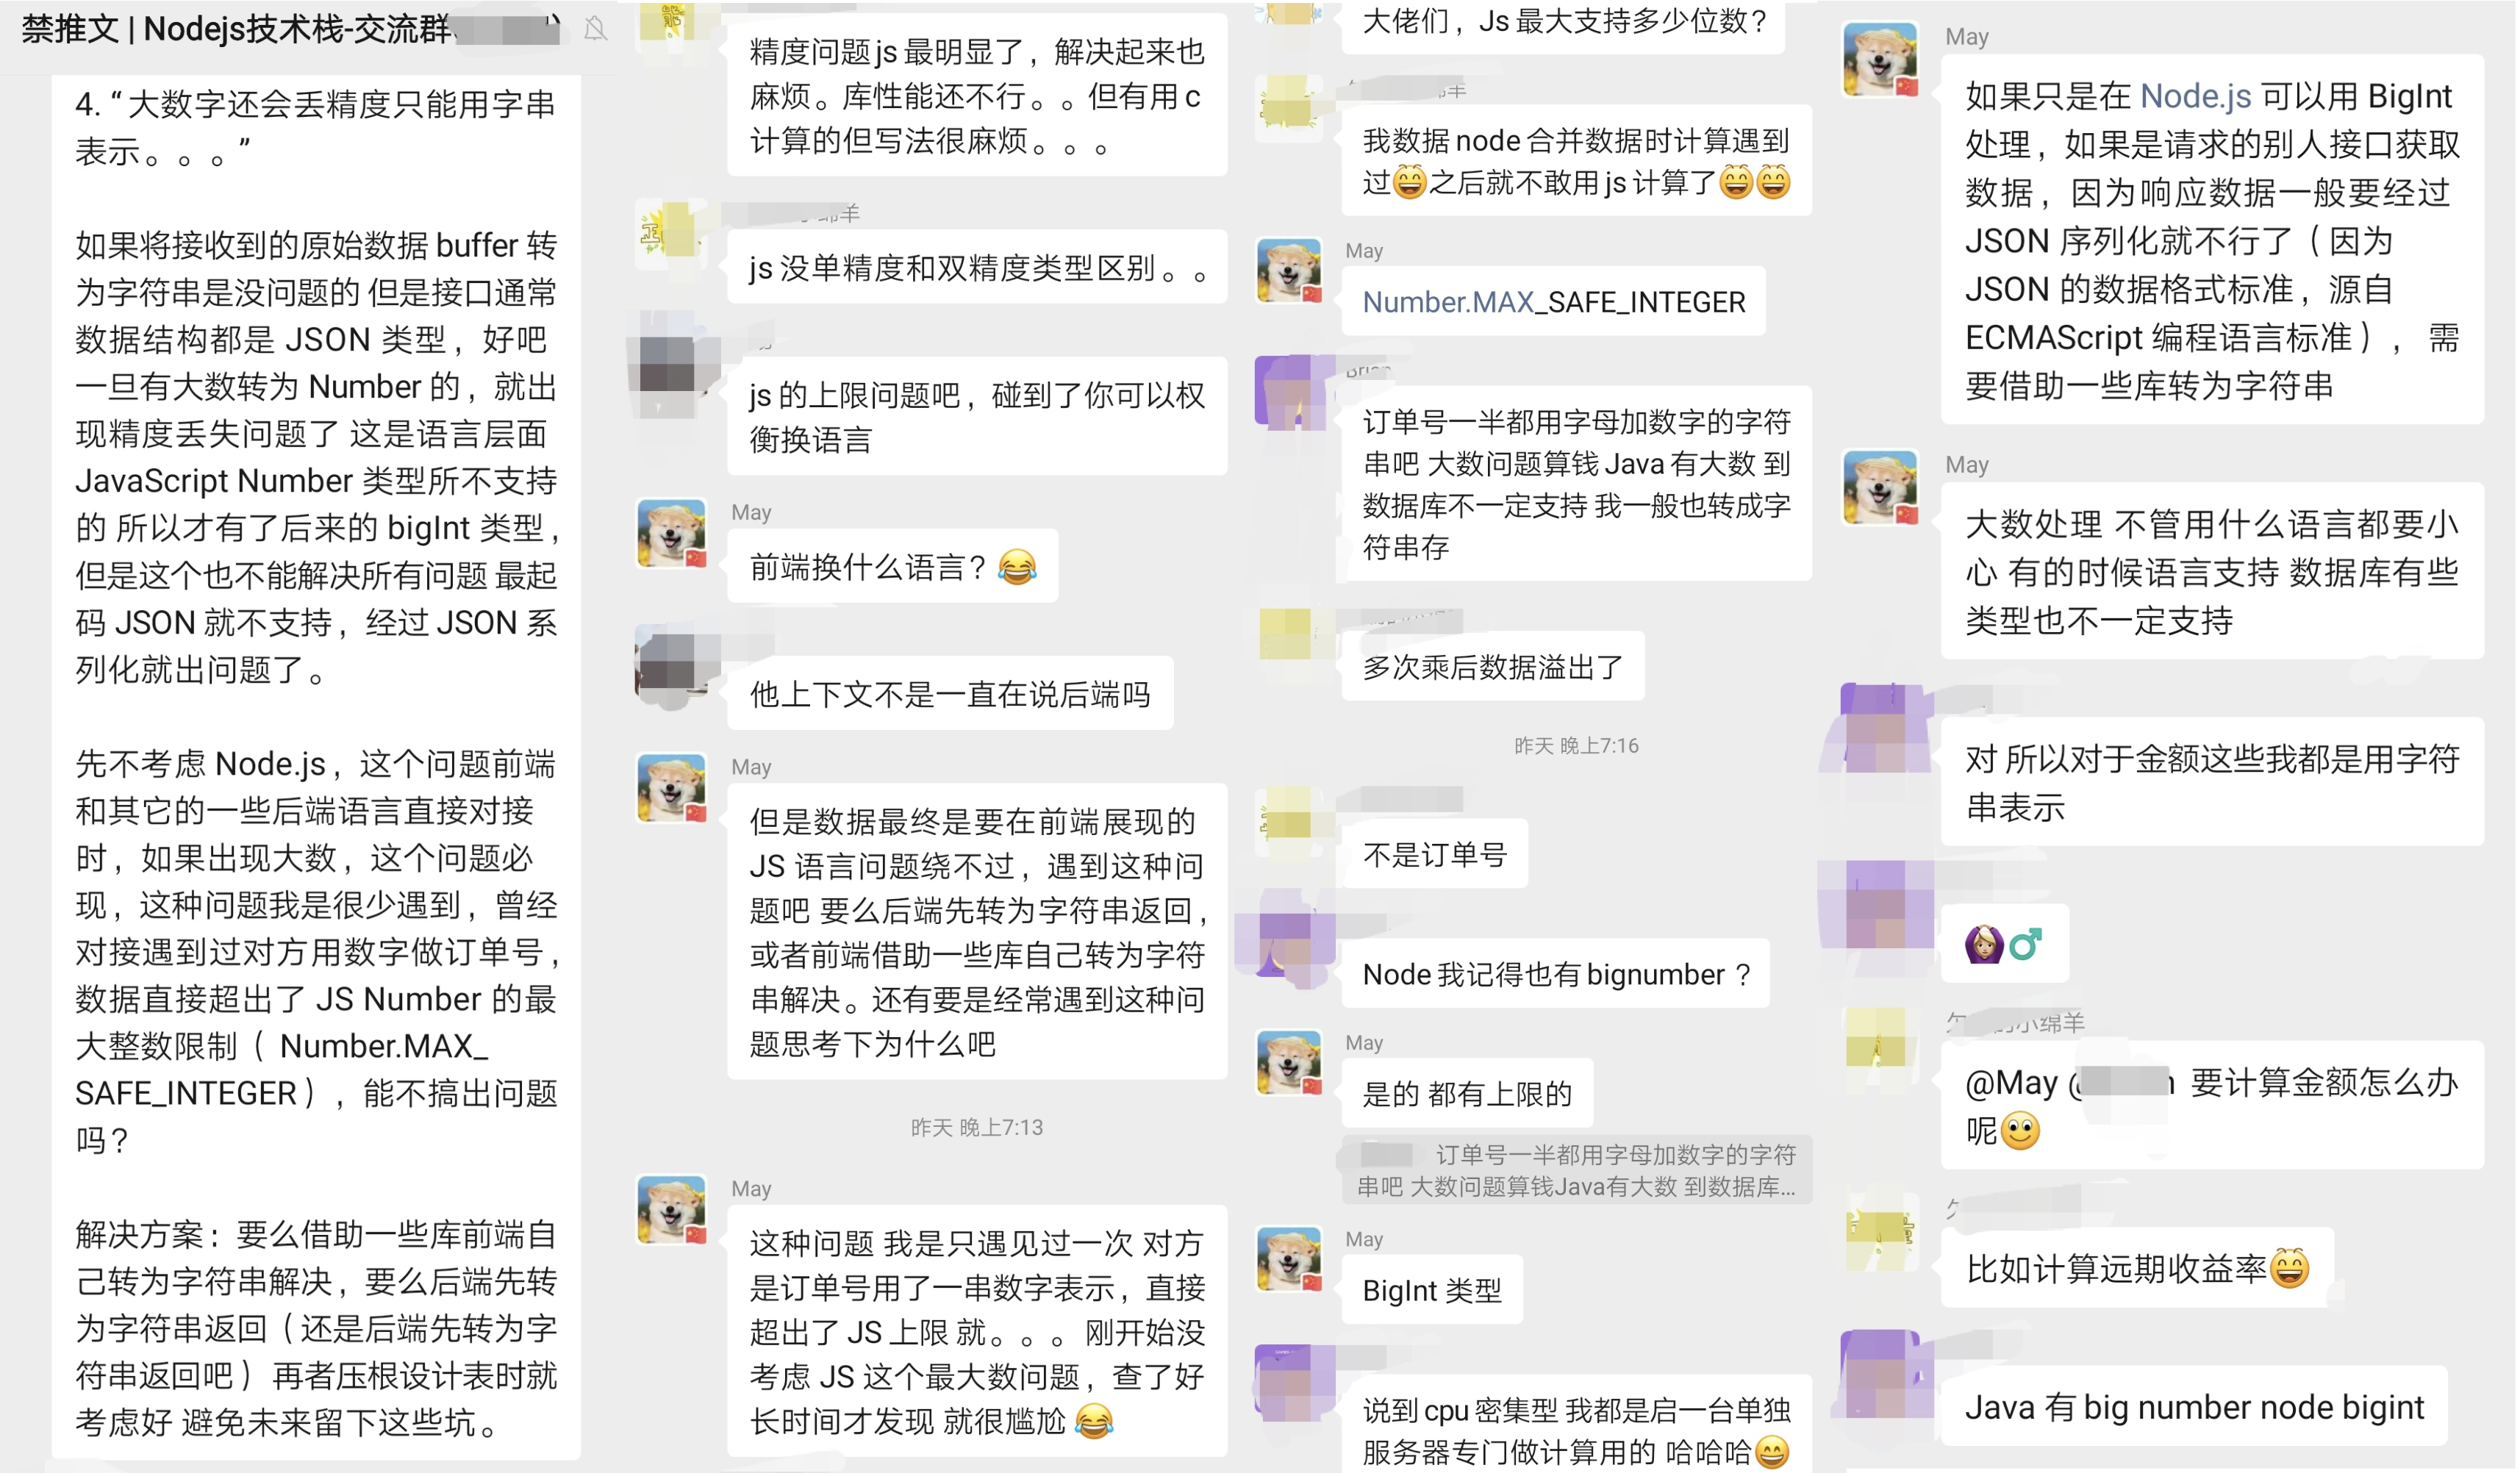 禁推文 | Nodejs技术栈-交流群
4. “大数字还会丢精度只能用字串
表示。。。”
如果将接收到的原始数据 buffer 转
为字符串是没问题的 但是接口通常
数据结构都是 JSON 类型，好吧
一旦有大数转为 Number 的，就出
现精度丢失问题了 这是语言层面
JavaScript Number 类型所不支持
的 所以才有了后来的 bigInt 类型，
但是这个也不能解决所有问题 最起
码 JSON 就不支持，经过 JSON 系
列化就出问题了。
先不考虑 Node.js，这个问题前端
和其它的一些后端语言直接对接
时，如果出现大数，这个问题必
现，这种问题我是很少遇到，曾经
对接遇到过对方用数字做订单号，
数据直接超出了 JS Number 的最
大整数限制（ Number.MAX_
SAFE_INTEGER），能不搞出问题
吗？
解决方案：要么借助一些库前端自
己转为字符串解决，要么后端先转
为字符串返回（还是后端先转为字
符串返回吧）再者压根设计表时就
考虑好 避免未来留下这些坑。
精度问题js最明显了，解决起来也
麻烦。库性能还不行。。但有用c
计算的但写法很麻烦。。。
绵羊
js没单精度和双精度类型区别。。
js的上限问题吧，碰到了你可以权
衡换语言
May
前端换什么语言？😂
他上下文不是一直在说后端吗
May
但是数据最终是要在前端展现的
JS 语言问题绕不过，遇到这种问
题吧 要么后端先转为字符串返回，
或者前端借助一些库自己转为字符
串解决。还有要是经常遇到这种问
题思考下为什么吧
昨天 晚上7:13
May
这种问题 我是只遇见过一次 对方
是订单号用了一串数字表示，直接
超出了 JS 上限 就。。。 刚开始没
考虑 JS 这个最大数问题，查了好
长时间才发现 就很尴尬😂
大佬们，Js最大支持多少位数？
羊
我数据node合并数据时计算遇到
过😄之后就不敢用js计算了😄😄
May
Number.MAX_SAFE_INTEGER
Brian
订单号一半都用字母加数字的字符
串吧 大数问题算钱Java有大数 到
数据库不一定支持 我一般也转成字
符串存
多次乘后数据溢出了
昨天 晚上7:16
不是订单号
Node我记得也有bignumber？
May
是的 都有上限的
订单号一半都用字母加数字的字符
串吧 大数问题算钱Java有大数 到数据库...
May
BigInt 类型
说到cpu密集型 我都是启一台单独
服务器专门做计算用的 哈哈哈😄
May
如果只是在 Node.js 可以用 BigInt
处理，如果是请求的别人接口获取
数据，因为响应数据一般要经过
JSON 序列化就不行了（因为
JSON 的数据格式标准，源自
ECMAScript 编程语言标准），需
要借助一些库转为字符串
May
大数处理 不管用什么语言都要小
心 有的时候语言支持 数据库有些
类型也不一定支持
对 所以对于金额这些我都是用字符
串表示
🙆🏼♂
的小绵羊
@May @ 要计算金额怎么办
呢🙂
比如计算远期收益率😄
Java 有 big number node bigint